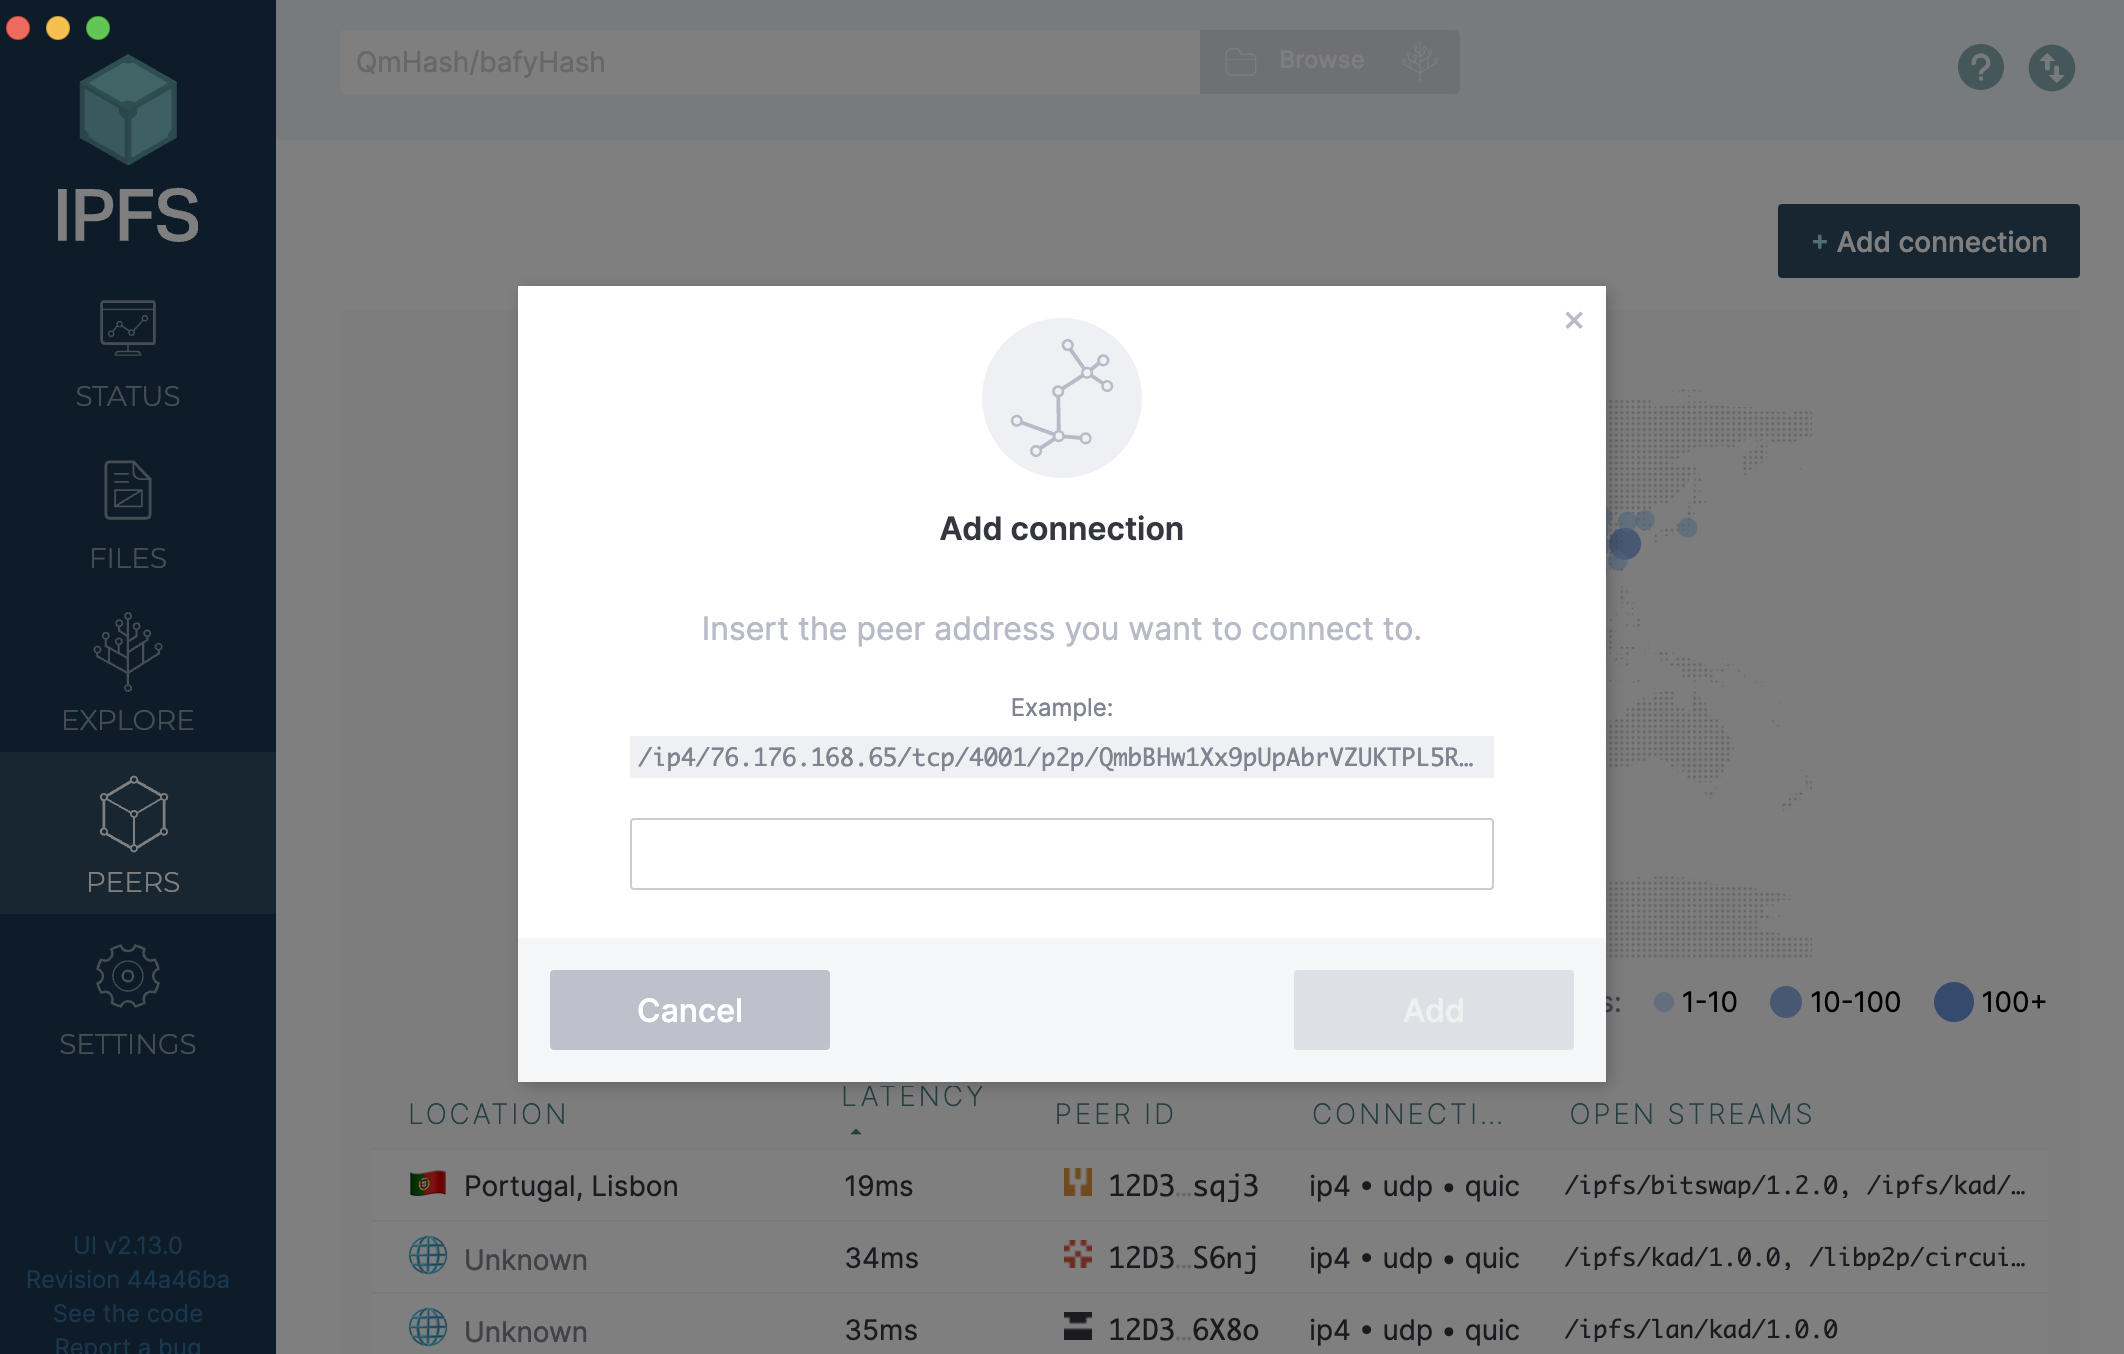 QmHash/bafyHash
Browse
IPFS
STATUS
FILES
EXPLORE
PEERS
SETTINGS
UI v2.13.0
Revision 44a46ba
See the code
Report a bug
+ Add connection
×
Add connection
Insert the peer address you want to connect to.
Example:
/ip4/76.176.168.65/tcp/4001/p2p/QmbBHw1Xx9pUpAbrVZUKTPL5R…
Cancel
Add
s: 1-10 10-100 100+
LOCATION LATENCY PEER ID CONNECTI… OPEN STREAMS
Portugal, Lisbon 19ms 12D3…sqj3 ip4 • udp • quic /ipfs/bitswap/1.2.0, /ipfs/kad/…
Unknown 34ms 12D3…S6nj ip4 • udp • quic /ipfs/kad/1.0.0, /libp2p/circui…
Unknown 35ms 12D3…6X8o ip4 • udp • quic /ipfs/lan/kad/1.0.0